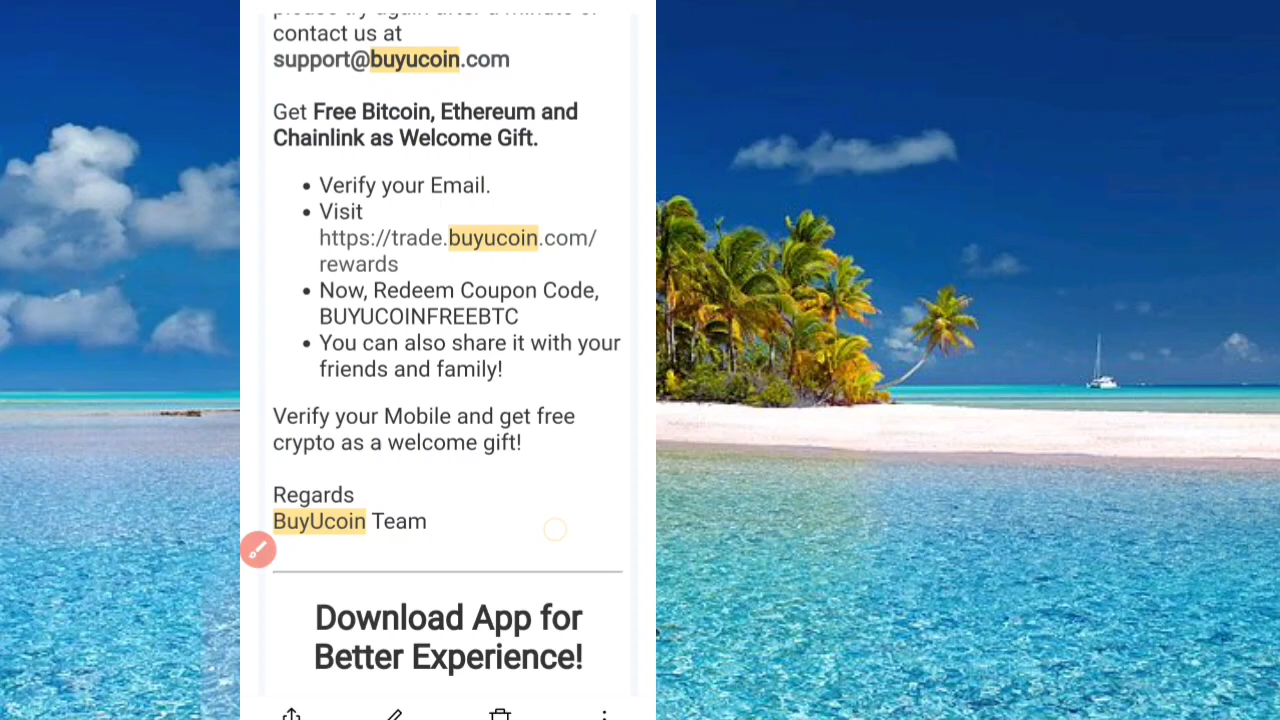 contact us at
support@buyucoin.com
Get Free Bitcoin, Ethereum and
Chainlink as Welcome Gift.
• Verify your Email.
• Visit
https://trade.buyucoin.com/
rewards
• Now, Redeem Coupon Code,
BUYUCOINFREEBTC
• You can also share it with your
friends and family!
Verify your Mobile and get free
crypto as a welcome gift!
Regards
BuyUcoin Team
Download App for
Better Experience!